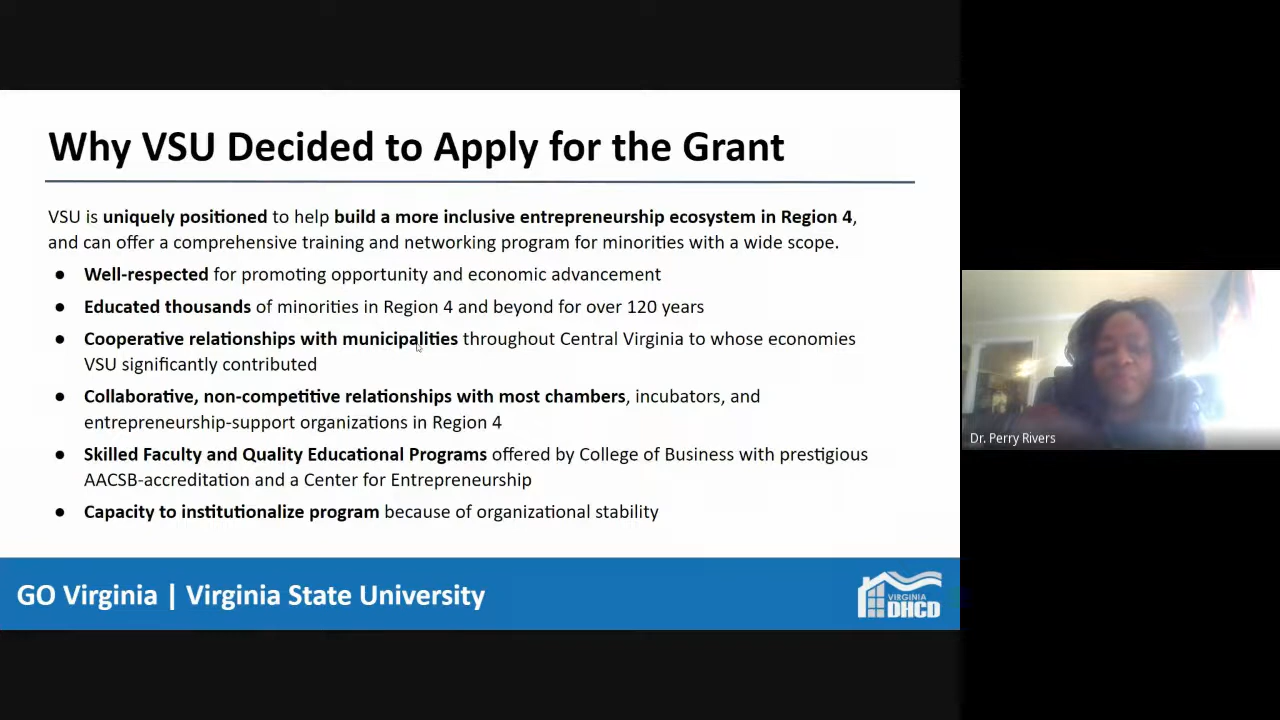 Why VSU Decided to Apply for the Grant
VSU is uniquely positioned to help build a more inclusive entrepreneurship ecosystem in Region 4,
and can offer a comprehensive training and networking program for minorities with a wide scope.
● Well-respected for promoting opportunity and economic advancement
● Educated thousands of minorities in Region 4 and beyond for over 120 years
● Cooperative relationships with municipalities throughout Central Virginia to whose economies
VSU significantly contributed
● Collaborative, non-competitive relationships with most chambers, incubators, and
entrepreneurship-support organizations in Region 4
● Skilled Faculty and Quality Educational Programs offered by College of Business with prestigious
AACSB-accreditation and a Center for Entrepreneurship
● Capacity to institutionalize program because of organizational stability
Dr. Perry Rivers
GO Virginia | Virginia State University
VIRGINIA
DHCD